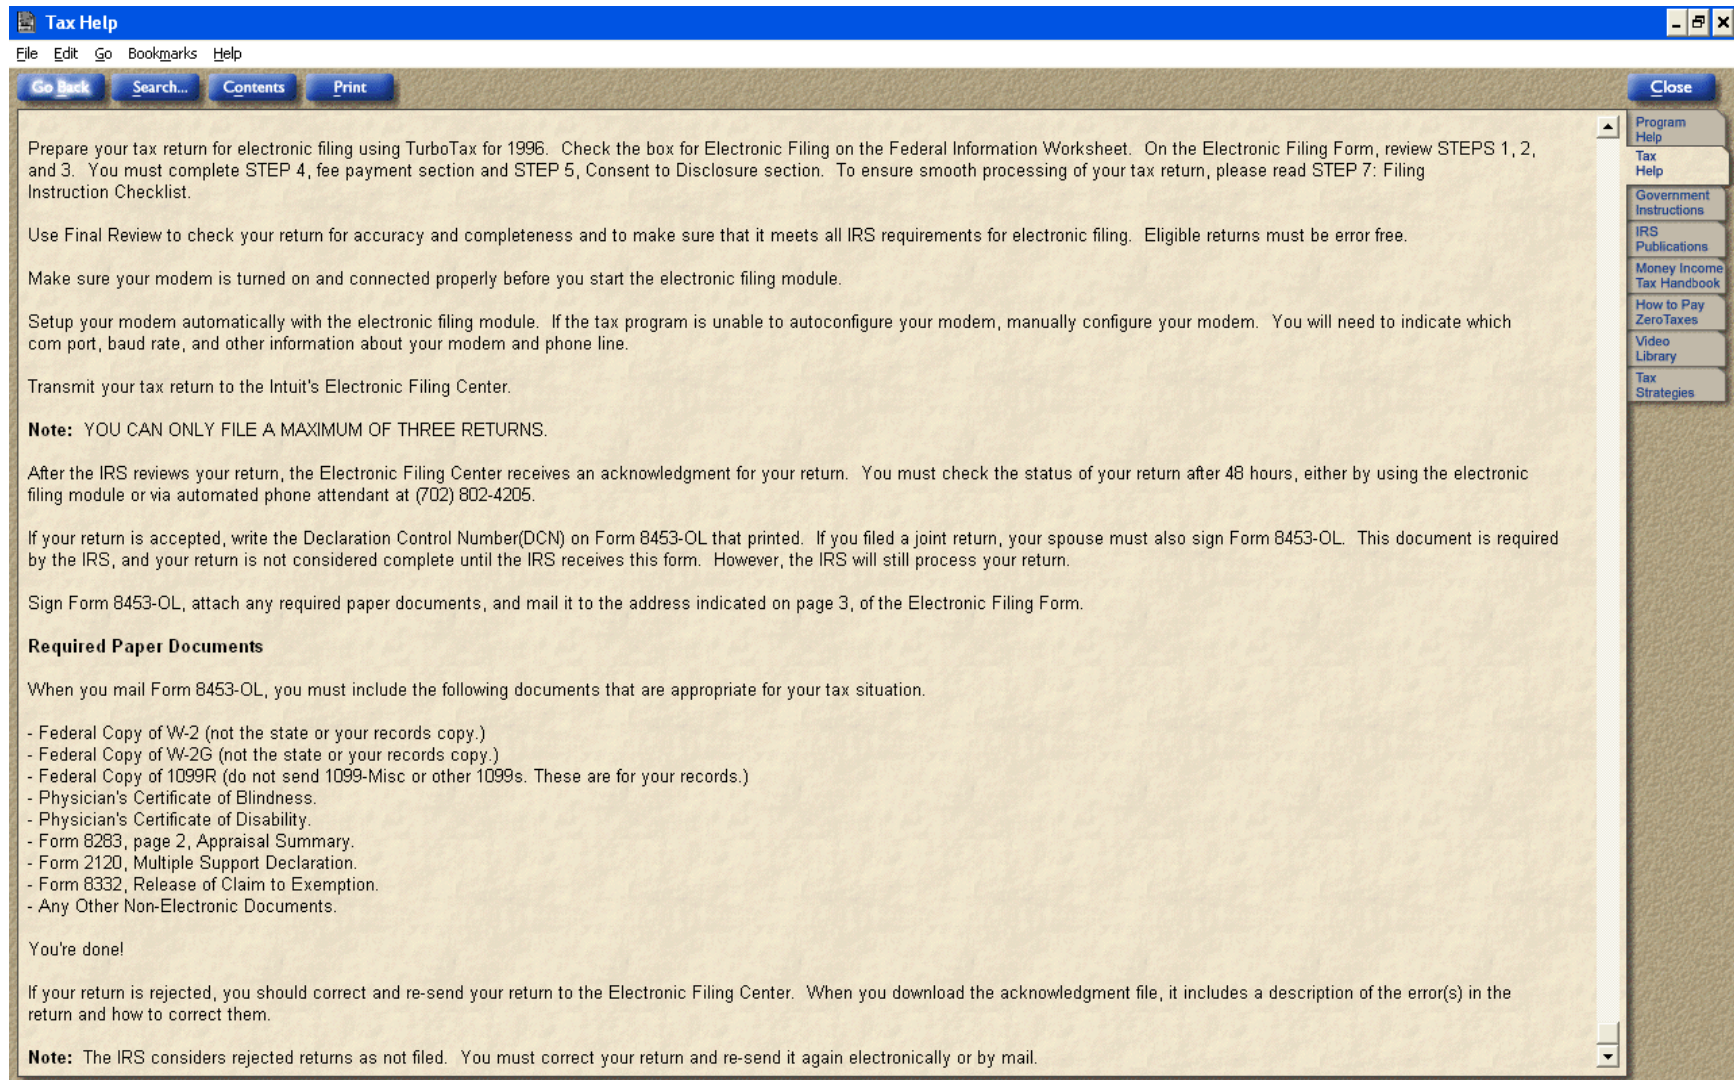 Tax Help
File Edit Go Bookmarks Help
Go Back Search... Contents Print Close
Prepare your tax return for electronic filing using TurboTax for 1996. Check the box for Electronic Filing on the Federal Information Worksheet. On the Electronic Filing Form, review STEPS 1, 2,
and 3. You must complete STEP 4, fee payment section and STEP 5, Consent to Disclosure section. To ensure smooth processing of your tax return, please read STEP 7: Filing
Instruction Checklist.
Use Final Review to check your return for accuracy and completeness and to make sure that it meets all IRS requirements for electronic filing. Eligible returns must be error free.
Make sure your modem is turned on and connected properly before you start the electronic filing module.
Setup your modem automatically with the electronic filing module. If the tax program is unable to autoconfigure your modem, manually configure your modem. You will need to indicate which
com port, baud rate, and other information about your modem and phone line.
Transmit your tax return to the Intuit's Electronic Filing Center.
Note: YOU CAN ONLY FILE A MAXIMUM OF THREE RETURNS.
After the IRS reviews your return, the Electronic Filing Center receives an acknowledgment for your return. You must check the status of your return after 48 hours, either by using the electronic
filing module or via automated phone attendant at (702) 802-4205.
If your return is accepted, write the Declaration Control Number(DCN) on Form 8453-OL that printed. If you filed a joint return, your spouse must also sign Form 8453-OL. This document is required
by the IRS, and your return is not considered complete until the IRS receives this form. However, the IRS will still process your return.
Sign Form 8453-OL, attach any required paper documents, and mail it to the address indicated on page 3, of the Electronic Filing Form.
Required Paper Documents
When you mail Form 8453-OL, you must include the following documents that are appropriate for your tax situation.
- Federal Copy of W-2 (not the state or your records copy.)
- Federal Copy of W-2G (not the state or your records copy.)
- Federal Copy of 1099R (do not send 1099-Misc or other 1099s. These are for your records.)
- Physician's Certificate of Blindness.
- Physician's Certificate of Disability.
- Form 8283, page 2, Appraisal Summary.
- Form 2120, Multiple Support Declaration.
- Form 8332, Release of Claim to Exemption.
- Any Other Non-Electronic Documents.
You're done!
If your return is rejected, you should correct and re-send your return to the Electronic Filing Center. When you download the acknowledgment file, it includes a description of the error(s) in the
return and how to correct them.
Note: The IRS considers rejected returns as not filed. You must correct your return and re-send it again electronically or by mail.
Program
Help
Tax
Help
Government
Instructions
IRS
Publications
Money Income
Tax Handbook
How to Pay
ZeroTaxes
Video
Library
Tax
Strategies